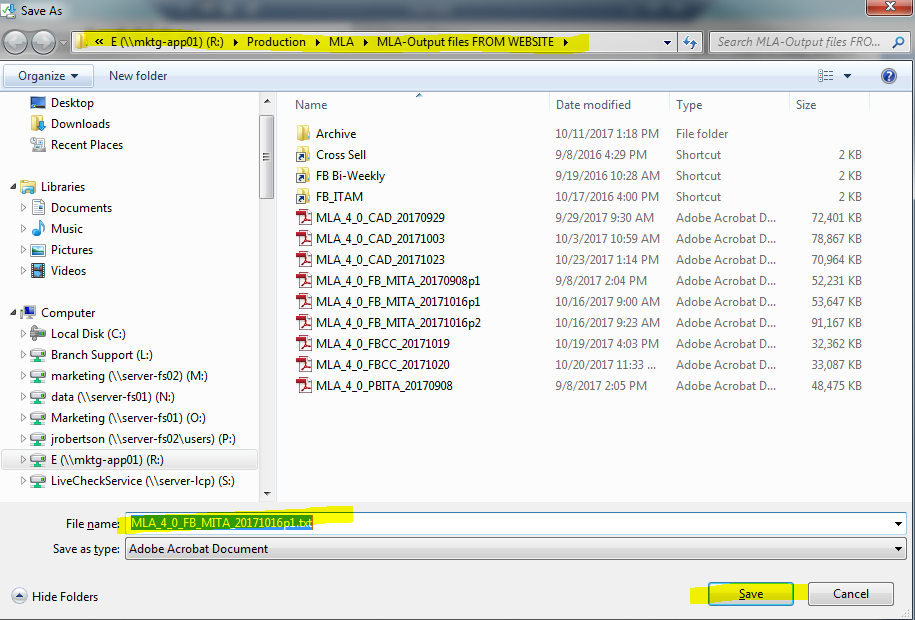 Save As
« E (\\mktg-app01) (R:) ▸ Production ▸ MLA ▸ MLA-Output files FROM WEBSITE ▸
Search MLA-Output files FRO...
Organize ▾ New folder
Desktop
Downloads
Recent Places
Libraries
Documents
Music
Pictures
Videos
Computer
Local Disk (C:)
Branch Support (L:)
marketing (\\server-fs02) (M:)
data (\\server-fs01) (N:)
Marketing (\\server-fs01) (O:)
jrobertson (\\server-fs02\users) (P:)
E (\\mktg-app01) (R:)
LiveCheckService (\\server-lcp) (S:)
Name Date modified Type Size
Archive 10/11/2017 1:18 PM File folder
Cross Sell 9/8/2016 4:29 PM Shortcut 2 KB
FB Bi-Weekly 9/19/2016 10:28 AM Shortcut 2 KB
FB_ITAM 10/17/2016 4:00 PM Shortcut 2 KB
MLA_4_0_CAD_20170929 9/29/2017 9:30 AM Adobe Acrobat D... 72,401 KB
MLA_4_0_CAD_20171003 10/3/2017 10:59 AM Adobe Acrobat D... 78,867 KB
MLA_4_0_CAD_20171023 10/23/2017 1:14 PM Adobe Acrobat D... 70,964 KB
MLA_4_0_FB_MITA_20170908p1 9/8/2017 2:04 PM Adobe Acrobat D... 52,231 KB
MLA_4_0_FB_MITA_20171016p1 10/16/2017 9:00 AM Adobe Acrobat D... 53,647 KB
MLA_4_0_FB_MITA_20171016p2 10/16/2017 9:23 AM Adobe Acrobat D... 91,167 KB
MLA_4_0_FBCC_20171019 10/19/2017 4:03 PM Adobe Acrobat D... 32,362 KB
MLA_4_0_FBCC_20171020 10/20/2017 11:33 ... Adobe Acrobat D... 33,087 KB
MLA_4_0_PBITA_20170908 9/8/2017 2:05 PM Adobe Acrobat D... 48,475 KB
File name: MLA_4_0_FB_MITA_20171016p1.txt
Save as type: Adobe Acrobat Document
Hide Folders
Save
Cancel